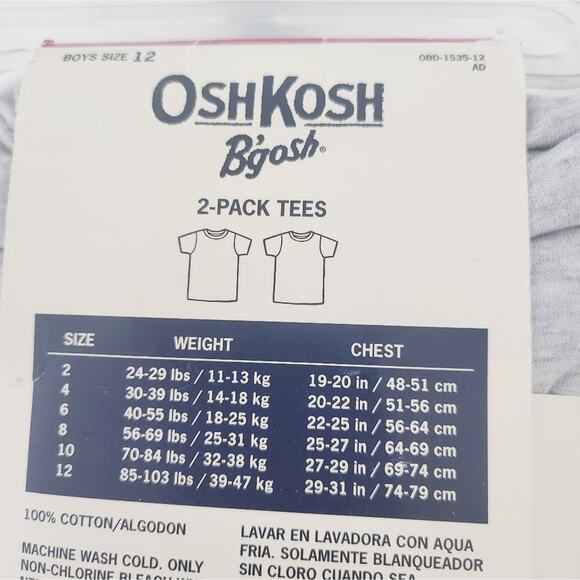 BOYS SIZE 12 OBD-1535-12
AD
OSHKOSH
B'gosh®
2-PACK TEES
SIZE WEIGHT CHEST
2 24-29 lbs / 11-13 kg 19-20 in / 48-51 cm
4 30-39 lbs / 14-18 kg 20-22 in / 51-56 cm
6 40-55 lbs / 18-25 kg 22-25 in / 56-64 cm
8 56-69 lbs / 25-31 kg 25-27 in / 64-69 cm
10 70-84 lbs / 32-38 kg 27-29 in / 69-74 cm
12 85-103 lbs / 39-47 kg 29-31 in / 74-79 cm
100% COTTON/ALGODON
MACHINE WASH COLD. ONLY
NON-CHLORINE BLEACH
LAVAR EN LAVADORA CON AQUA
FRIA. SOLAMENTE BLANQUEADOR
SIN CLORO CUANDO SEA